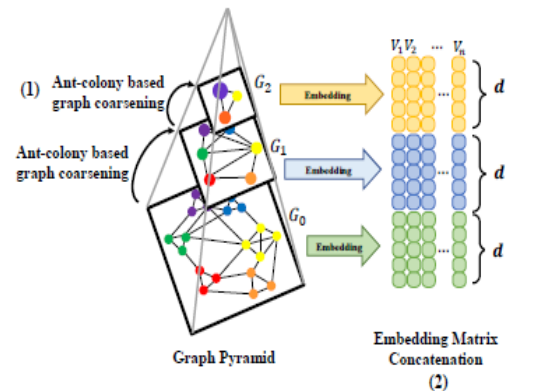 (1)
Ant-colony based
graph coarsening
Ant-colony based
graph coarsening
G2
G1
G0
Embedding
Embedding
Embedding
V1 V2 ... Vn
... d
... d
... d
Graph Pyramid
Embedding Matrix
Concatenation
(2)